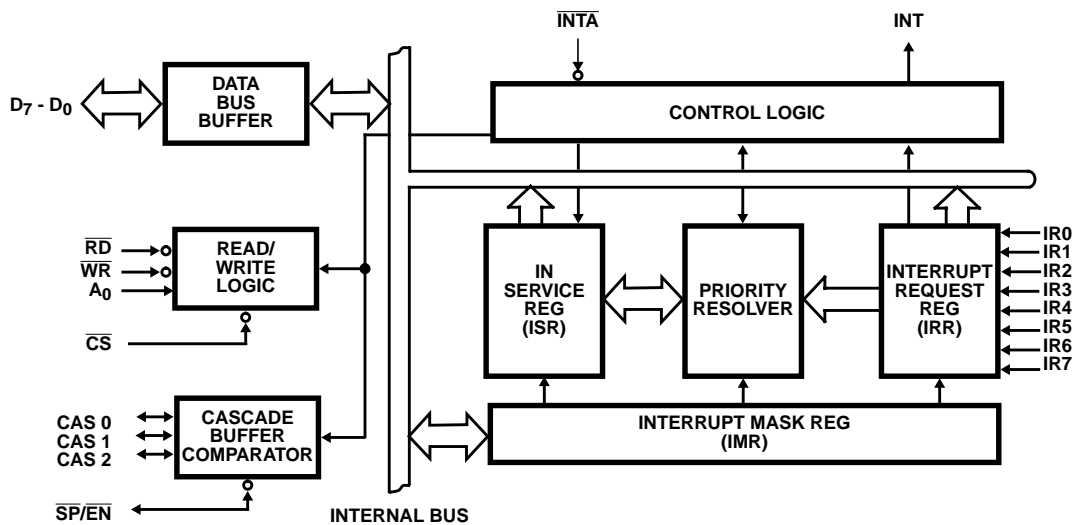 INTA
INT
D7 - D0
DATA
BUS
BUFFER
CONTROL LOGIC
RD
WR
A0
READ/
WRITE
LOGIC
CS
IN
SERVICE
REG
(ISR)
PRIORITY
RESOLVER
INTERRUPT
REQUEST
REG
(IRR)
IR0
IR1
IR2
IR3
IR4
IR5
IR6
IR7
CAS 0
CAS 1
CAS 2
CASCADE
BUFFER
COMPARATOR
INTERRUPT MASK REG
(IMR)
SP/EN
INTERNAL BUS